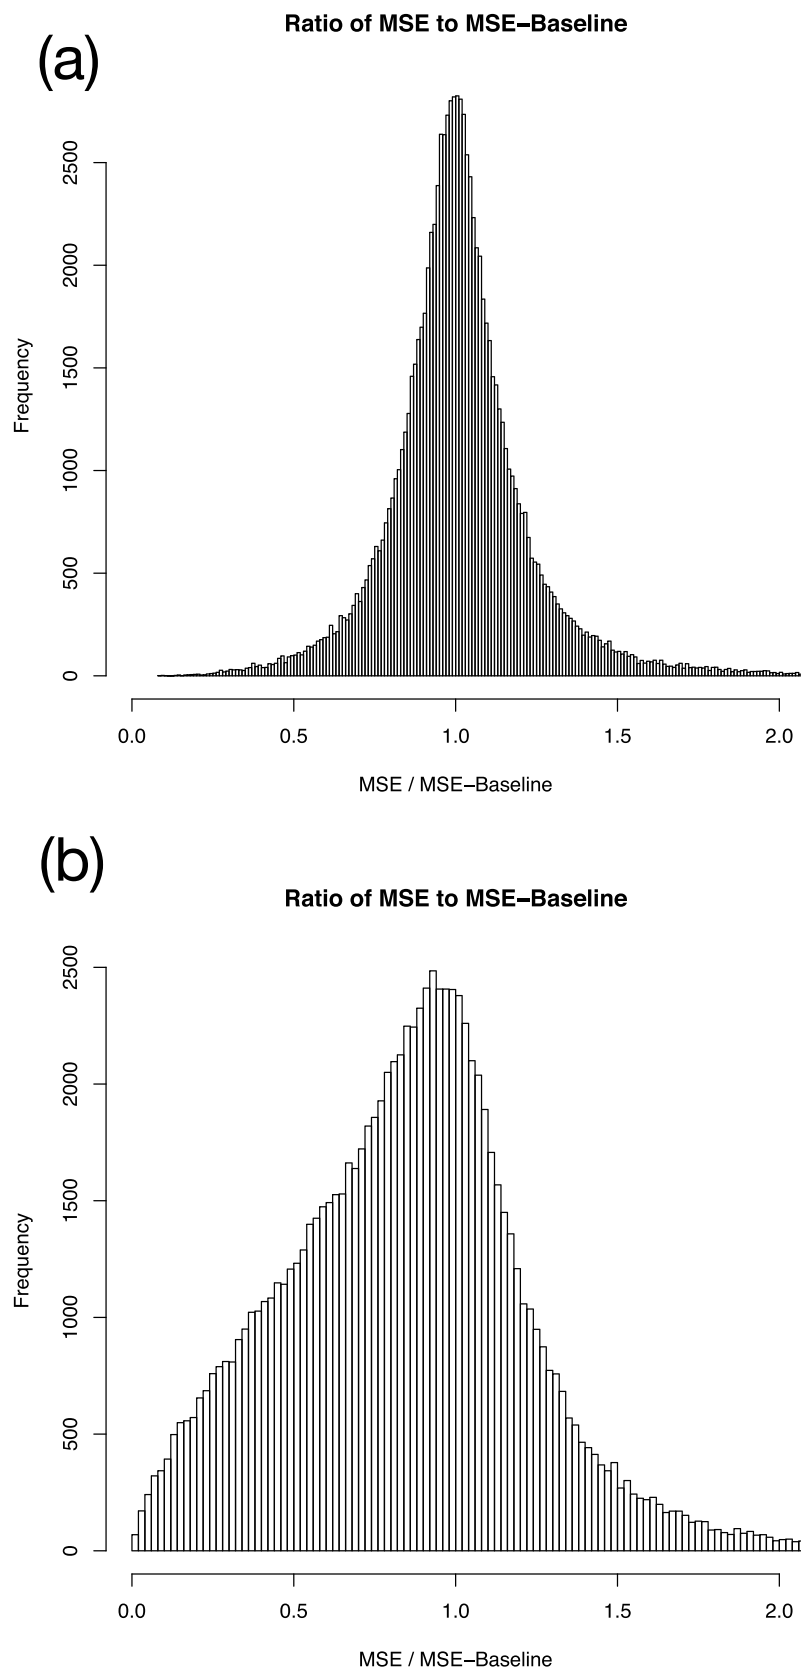 Ratio of MSE to MSE−Baseline
(a)
2500
2000
1500
1000
500
0
Frequency
0.0 0.5 1.0 1.5 2.0
MSE / MSE−Baseline
(b)
Ratio of MSE to MSE−Baseline
2500
2000
1500
1000
500
0
Frequency
0.0 0.5 1.0 1.5 2.0
MSE / MSE−Baseline